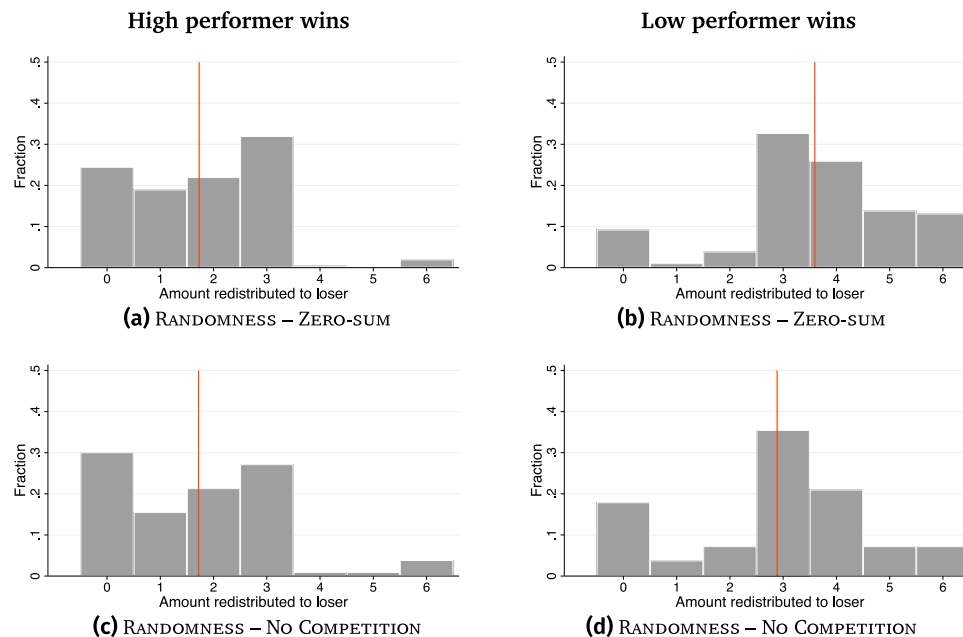 High performer wins
Low performer wins
.5
.4
.3
.2
.1
0
Fraction
0 1 2 3 4 5 6
Amount redistributed to loser
(a) RANDOMNESS – ZERO-SUM
.5
.4
.3
.2
.1
0
Fraction
0 1 2 3 4 5 6
Amount redistributed to loser
(b) RANDOMNESS – ZERO-SUM
.5
.4
.3
.2
.1
0
Fraction
0 1 2 3 4 5 6
Amount redistributed to loser
(c) RANDOMNESS – NO COMPETITION
.5
.4
.3
.2
.1
0
Fraction
0 1 2 3 4 5 6
Amount redistributed to loser
(d) RANDOMNESS – NO COMPETITION